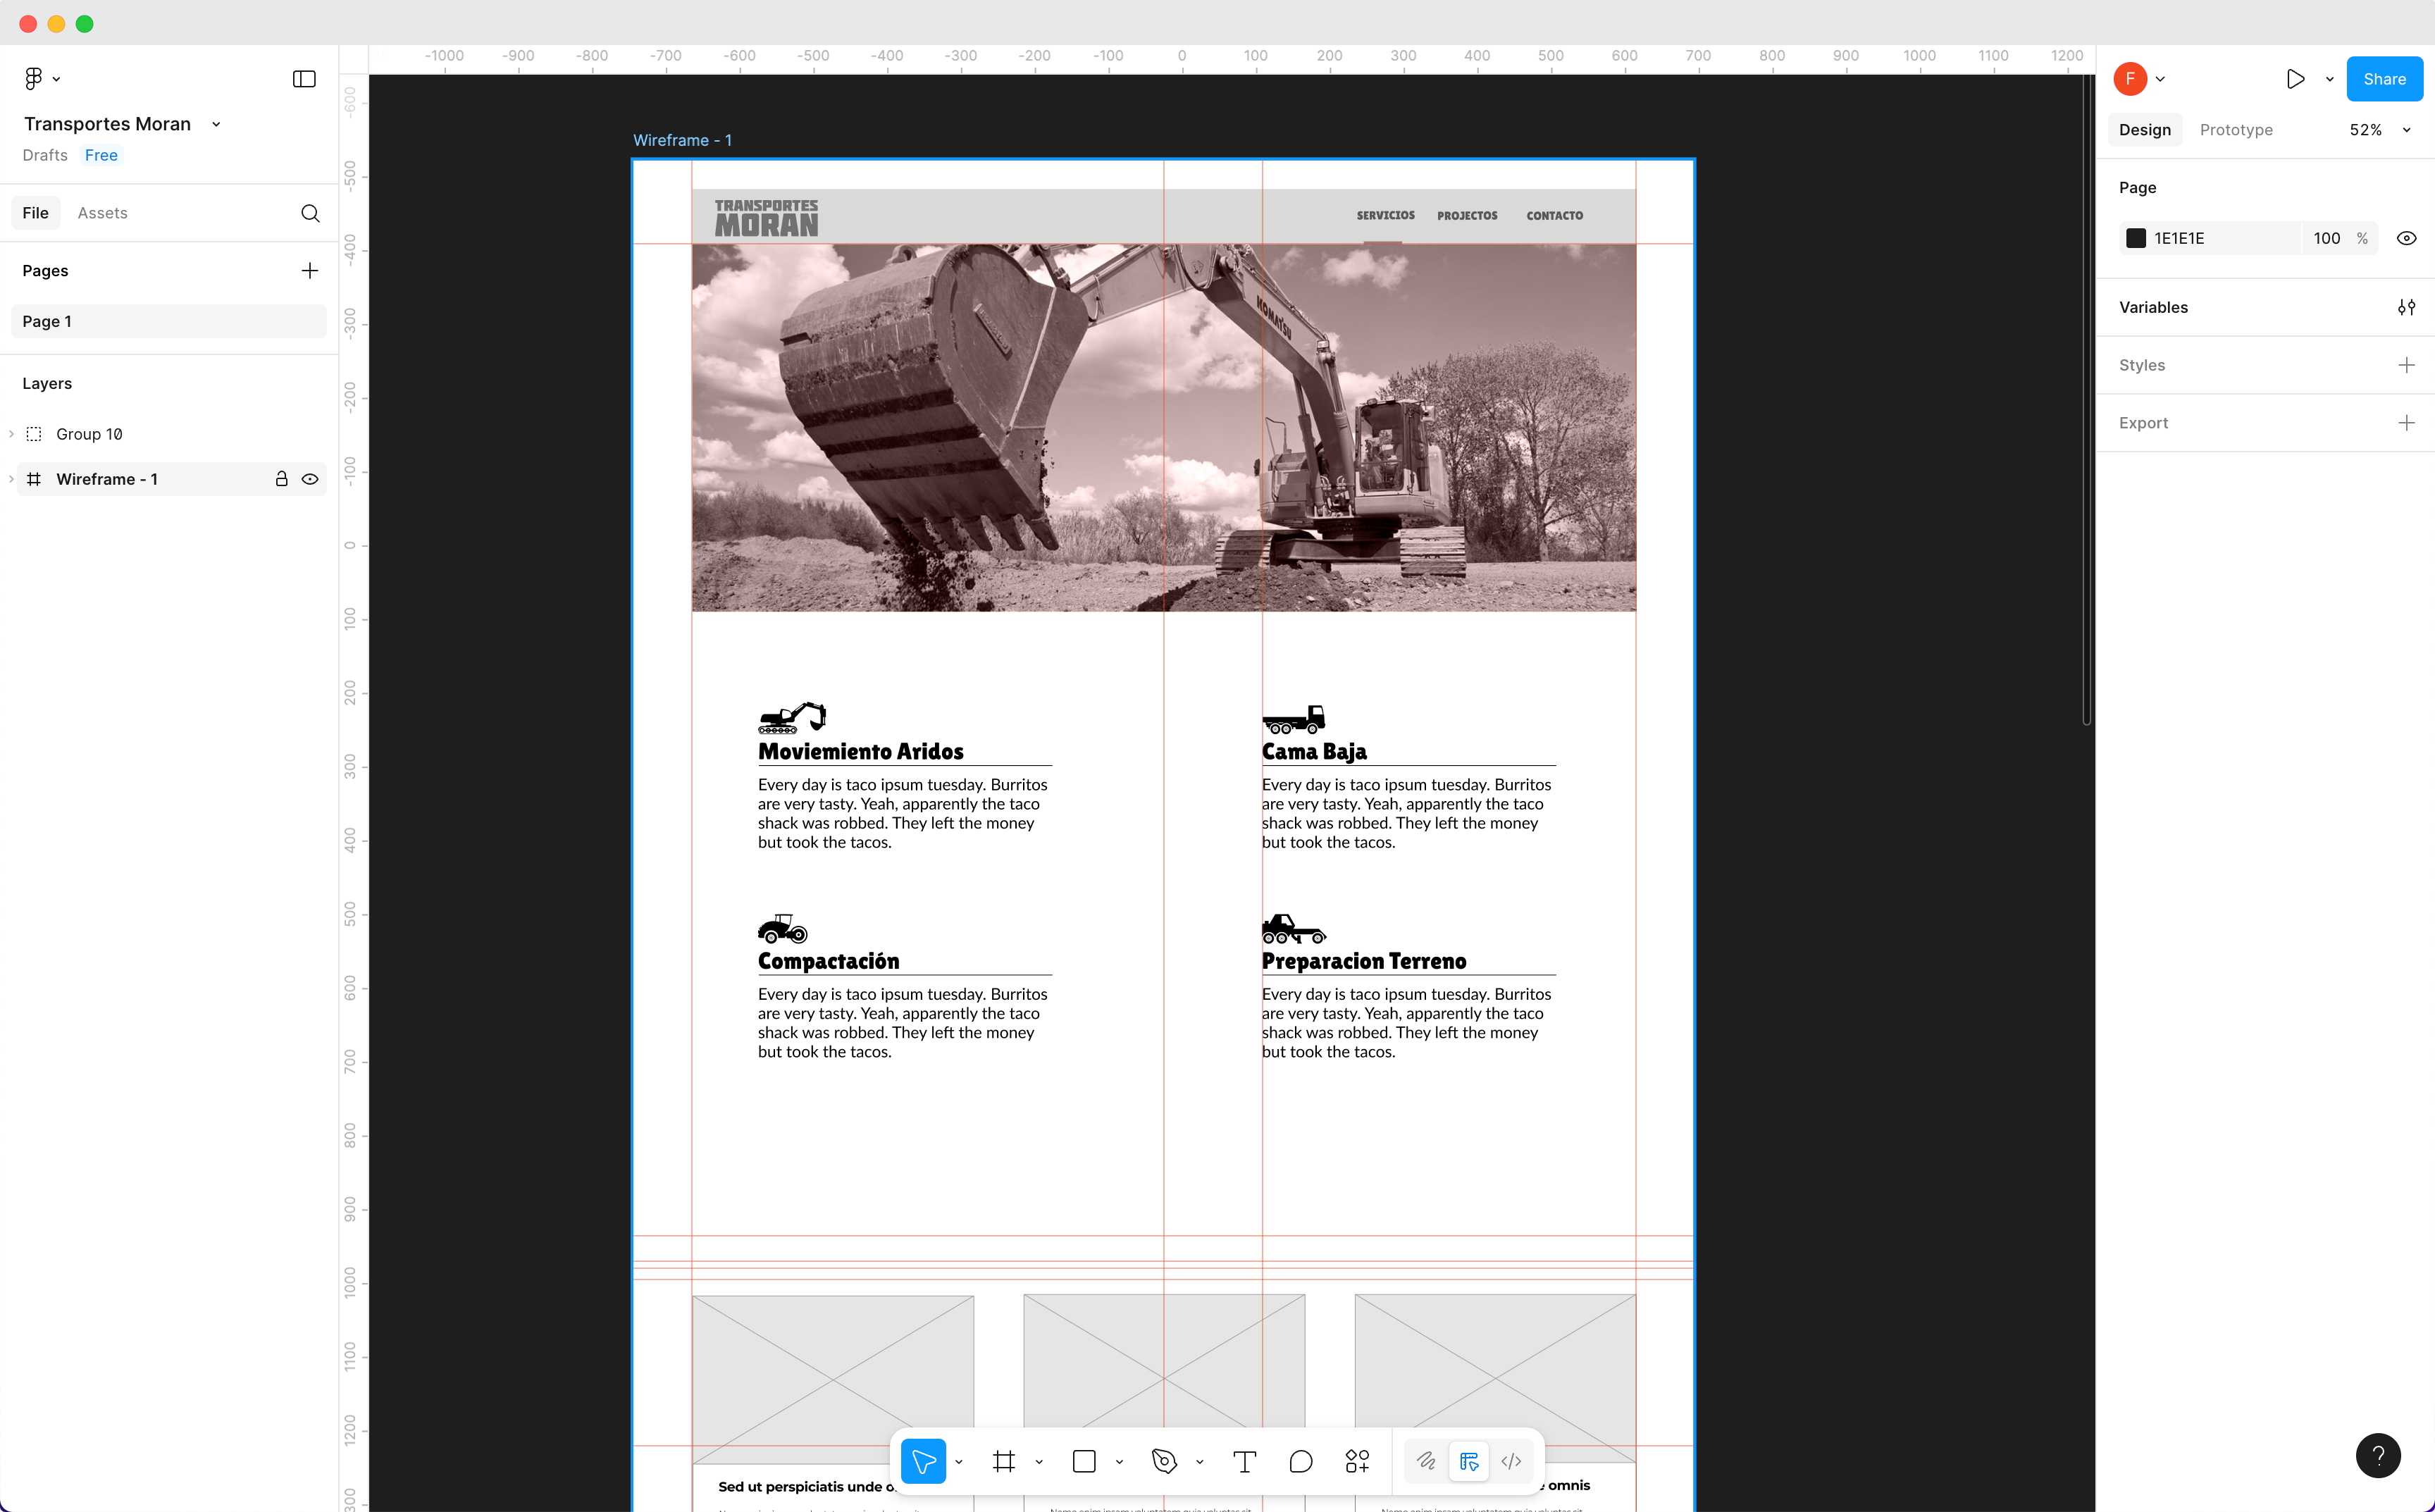 -1000 -900 -800 -700 -600 -500 -400 -300 -200 -100 0 100 200 300 400 500 600 700 800 900 1000 1100 1200
F
Share
Transportes Moran
Drafts Free
Design Prototype 52%
Wireframe - 1
File Assets
Page
1E1E1E 100 %
Pages
Page 1
Variables
Styles
Export
Layers
Group 10
Wireframe - 1
-600
-500
-400
-300
-200
-100
0
100
200
300
400
500
600
700
800
900
1000
1100
1200
TRANSPORTES
MORAN
SERVICIOS PROJECTOS CONTACTO
KOMATSU
Moviemiento Aridos
Every day is taco ipsum tuesday. Burritos
are very tasty. Yeah, apparently the taco
shack was robbed. They left the money
but took the tacos.
Cama Baja
Every day is taco ipsum tuesday. Burritos
are very tasty. Yeah, apparently the taco
shack was robbed. They left the money
but took the tacos.
Compactación
Every day is taco ipsum tuesday. Burritos
are very tasty. Yeah, apparently the taco
shack was robbed. They left the money
but took the tacos.
Preparacion Terreno
Every day is taco ipsum tuesday. Burritos
are very tasty. Yeah, apparently the taco
shack was robbed. They left the money
but took the tacos.
Sed ut perspiciatis unde
omnis
?